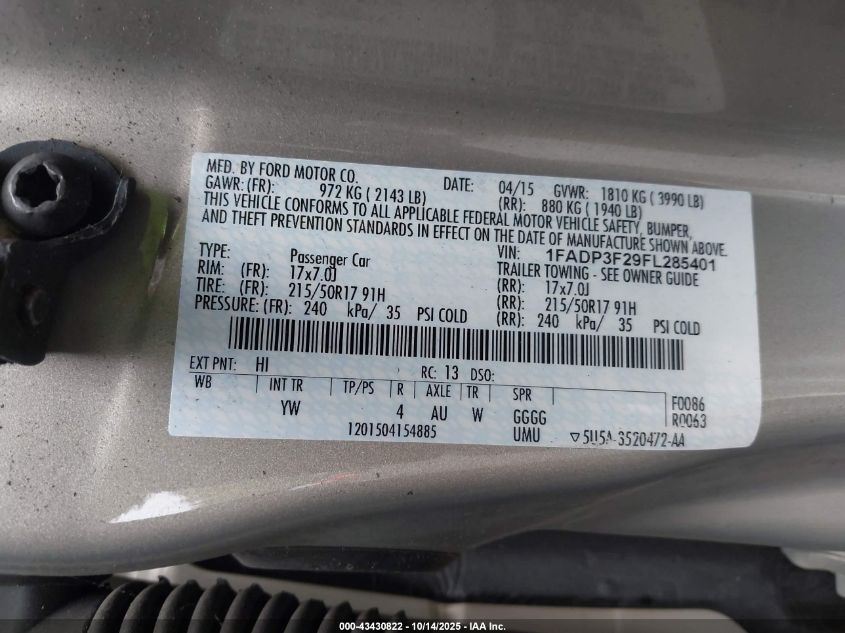 MFD. BY FORD MOTOR CO. DATE: 04/15 GVWR: 1810 KG ( 3990 LB)
GAWR: (FR): 972 KG ( 2143 LB) (RR): 880 KG ( 1940 LB)
THIS VEHICLE CONFORMS TO ALL APPLICABLE FEDERAL MOTOR VEHICLE SAFETY, BUMPER,
AND THEFT PREVENTION STANDARDS IN EFFECT ON THE DATE OF MANUFACTURE SHOWN ABOVE.
VIN: 1FADP3F29FL285401
TYPE: Passenger Car TRAILER TOWING - SEE OWNER GUIDE
RIM: (FR): 17x7.0J (RR): 17x7.0J
TIRE: (FR): 215/50R17 91H (RR): 215/50R17 91H
PRESSURE: (FR): 240 kPa/ 35 PSI COLD (RR): 240 kPa/ 35 PSI COLD
EXT PNT: HI RC: 13 DSO:
WB INT TR TP/PS R AXLE TR SPR F0086
YW 4 AU W GGGG R0063
1201504154885 UMU ▽5U5A-3520472-AA
000-43430822 - 10/14/2025 - IAA Inc.